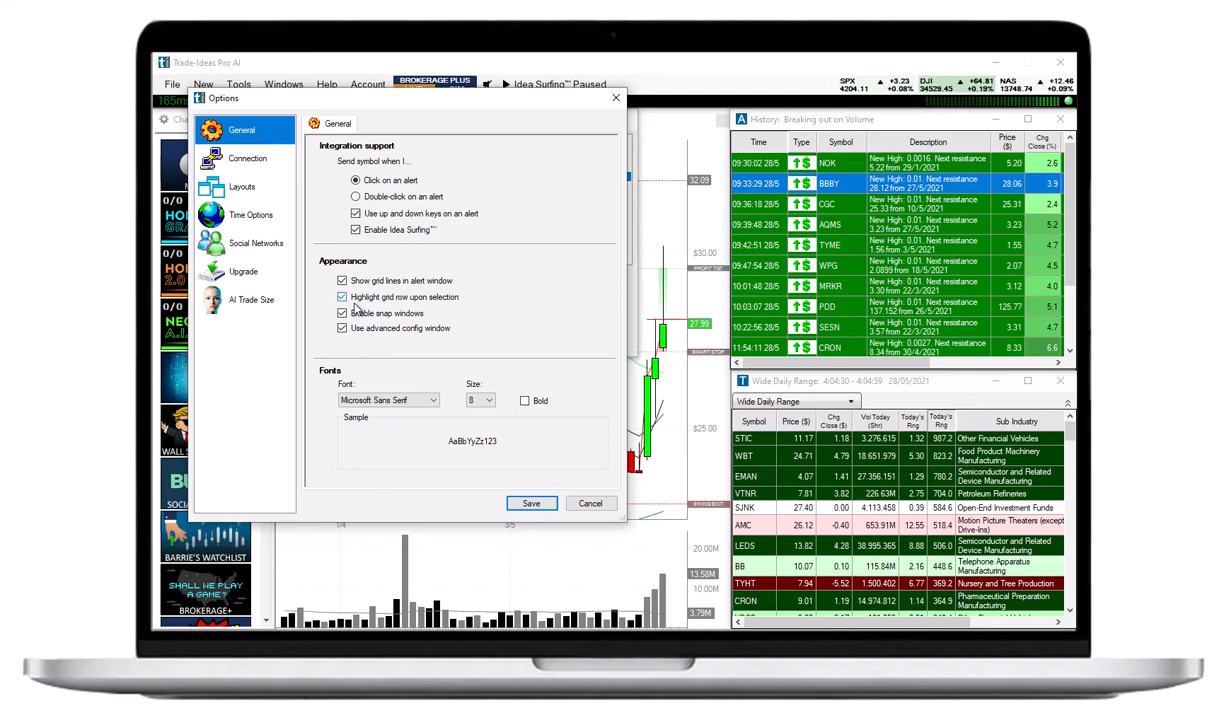 Trade-Ideas Pro AI
File New Tools Windows Help Account BROKERAGE PLUS Idea Surfing™ Paused
SPX +3.23 DJI +64.81 NAS +12.46
4204.11 +0.08% 34529.45 +0.19% 13748.74 +0.09%
165ms
Options
General
Connection
Layouts
Time Options
Social Networks
Upgrade
AI Trade Size
General
Integration support
Send symbol when I...
Click on an alert
Double-click on an alert
Use up and down keys on an alert
Enable Idea Surfing™
Appearance
Show grid lines in alert window
Highlight grid row upon selection
Enable snap windows
Use advanced config window
Fonts
Font: Size:
Microsoft Sans Serif 8 Bold
Sample
AaBbYyZz123
Save Cancel
0/0
0/0
BARRIE'S WATCHLIST
SHALL WE PLAY
A GAME?
BROKERAGE+
32.09
$30.00
PROFIT TGT
27.99
SMART STOP
$25.00
SWING EXIT
1/4 3/5
20.00M
13.58M
10.00M
3.79M
History: Breaking out on Volume
Time Type Symbol Description Price ($) Chg Close (%)
09:30:02 28/5 NOK New High: 0.0016. Next resistance 5.22 from 29/1/2021 5.20 2.6
09:33:29 28/5 BBBY New High: 0.01. Next resistance 28.12 from 27/5/2021 28.06 3.9
09:36:18 28/5 CGC New High: 0.01. Next resistance 25.33 from 10/5/2021 25.31 2.4
09:39:48 28/5 AQMS New High: 0.01. Next resistance 3.23 from 27/5/2021 3.23 5.2
09:42:51 28/5 TYME New High: 0.01. Next resistance 1.56 from 3/5/2021 1.55 4.7
09:47:54 28/5 WPG New High: 0.01. Next resistance 2.0899 from 18/5/2021 2.07 4.5
10:01:48 28/5 MRKR New High: 0.01. Next resistance 3.30 from 22/3/2021 3.12 4.0
10:03:07 28/5 PDD New High: 0.01. Next resistance 137.152 from 18/5/2021 125.77 5.1
10:22:56 28/5 SESN New High: 0.01. Next resistance 3.57 from 22/3/2021 3.31 4.7
11:54:11 28/5 CRON New High: 0.0027. Next resistance 8.34 from 30/4/2021 8.33 6.6
Wide Daily Range: 4:04:30 - 4:04:59 28/05/2021
Wide Daily Range
Symbol Price ($) Chg Close ($) Vol Today (Shr) Today's Rng Today's Rng Sub Industry
STIC 11.17 1.18 3.276.615 1.32 987.2 Other Financial Vehicles
WBT 24.71 4.79 18.651.979 5.30 823.2 Food Product Machinery Manufacturing
EMAN 4.07 1.41 27.356.151 1.29 780.2 Semiconductor and Related Device Manufacturing
VTNR 7.81 3.82 226.63M 2.75 704.0 Petroleum Refineries
SJNK 27.40 0.00 4.113.458 0.39 584.6 Open-End Investment Funds
AMC 26.12 -0.40 653.91M 12.55 518.4 Motion Picture Theaters (except Drive-Ins)
LEDS 13.82 4.28 38.995.365 8.88 506.0 Semiconductor and Related Device Manufacturing
BB 10.07 0.10 115.84M 2.16 448.6 Telephone Apparatus Manufacturing
TYHT 7.94 -5.52 1.500.402 6.77 369.2 Nursery and Tree Production
CRON 9.01 1.19 14.974.812 1.14 364.9 Pharmaceutical Preparation Manufacturing